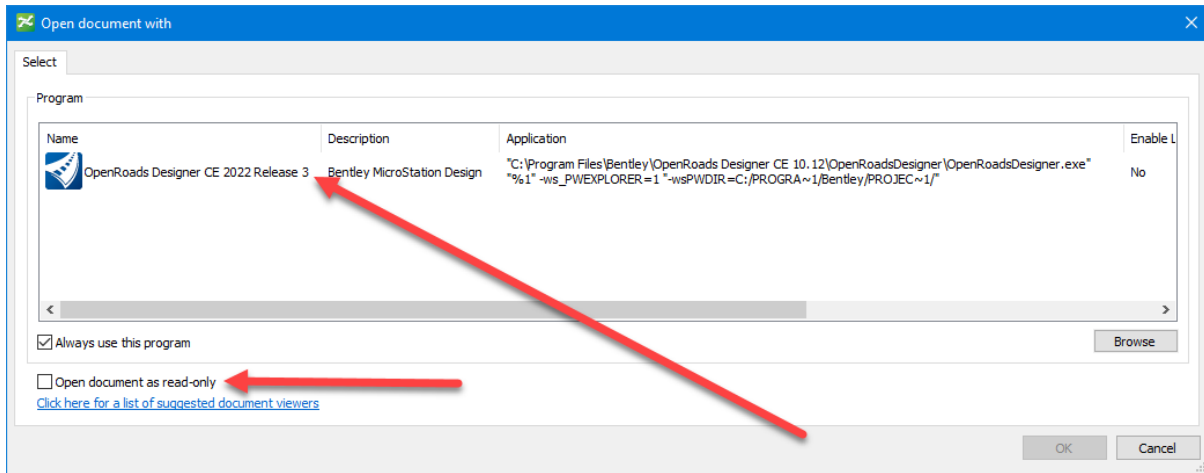 Open document with
Select
Program
Name Description Application Enable L
OpenRoads Designer CE 2022 Release 3 Bentley MicroStation Design "C:\Program Files\Bentley\OpenRoads Designer CE 10.12\OpenRoadsDesigner\OpenRoadsDesigner.exe"
"%1" -ws_PWEXPLORER=1 "-wsPWDIR=C:/PROGRA~1/Bentley/PROJEC~1/" No
Always use this program Browse
Open document as read-only
Click here for a list of suggested document viewers
OK Cancel